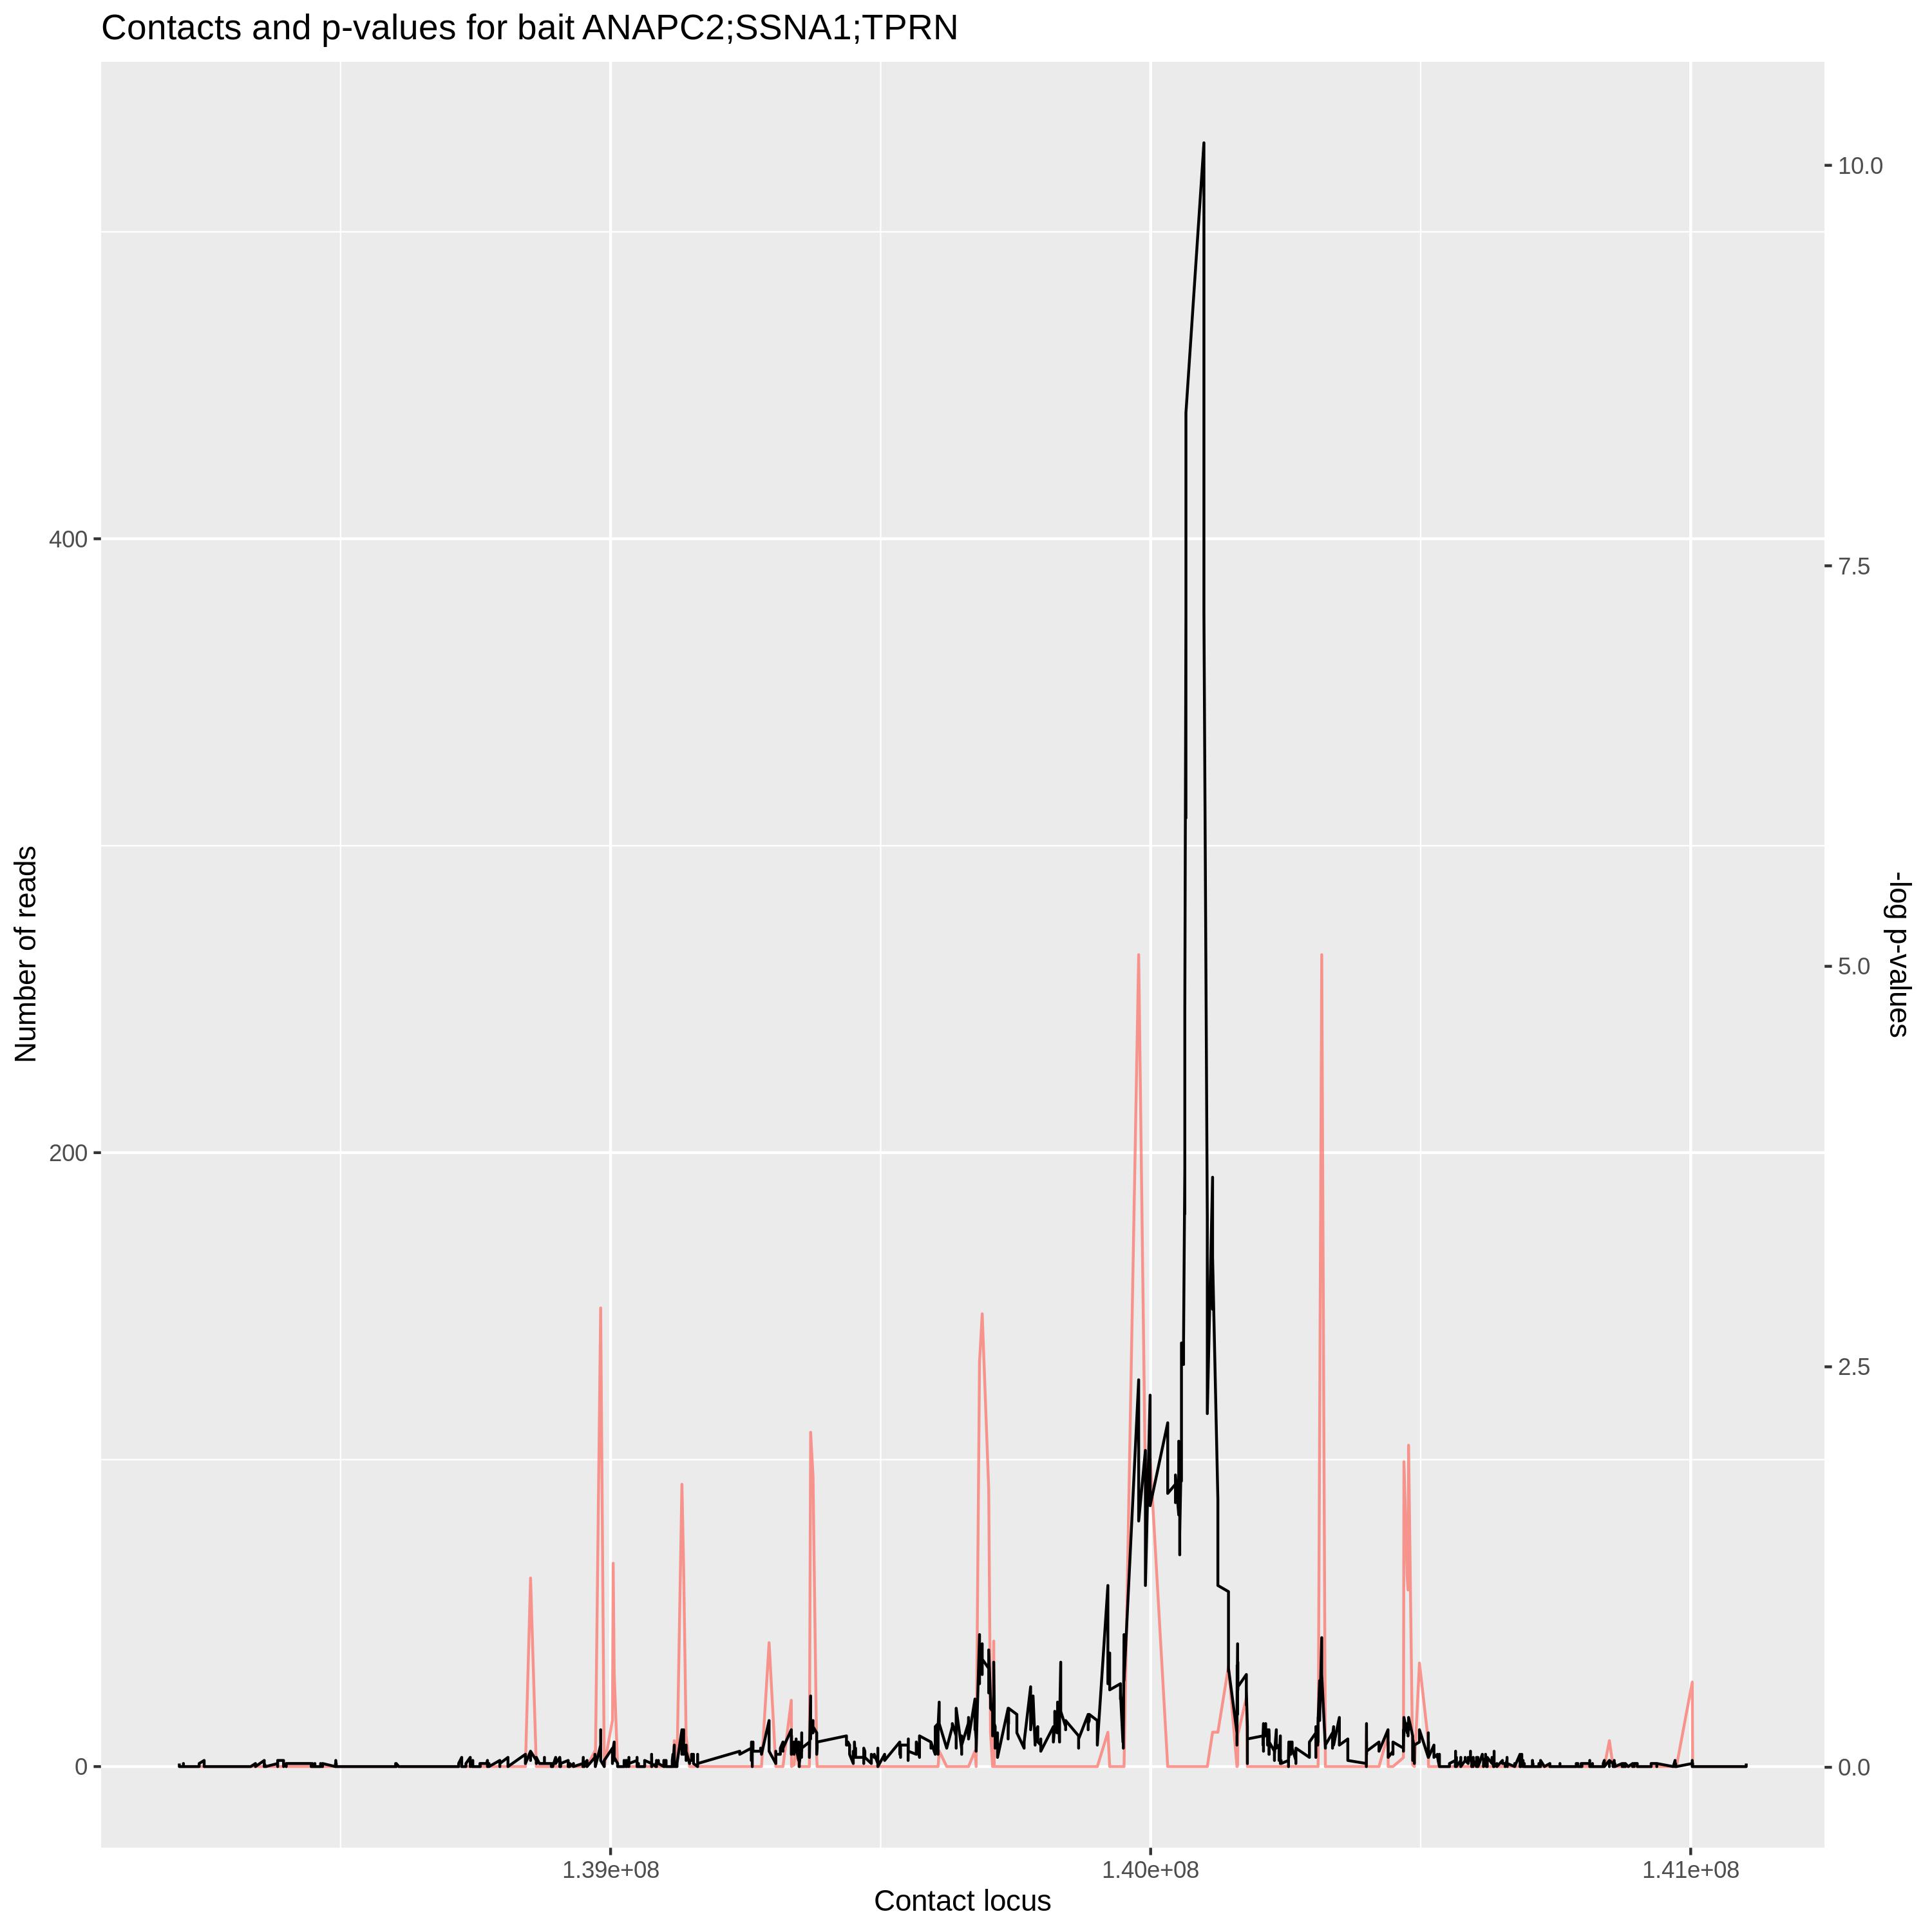 Contacts and p-values for bait ANAPC2;SSNA1;TPRN
Number of reads
400
200
0
10.0
7.5
5.0
2.5
0.0
-log p-values
1.39e+08
1.40e+08
1.41e+08
Contact locus